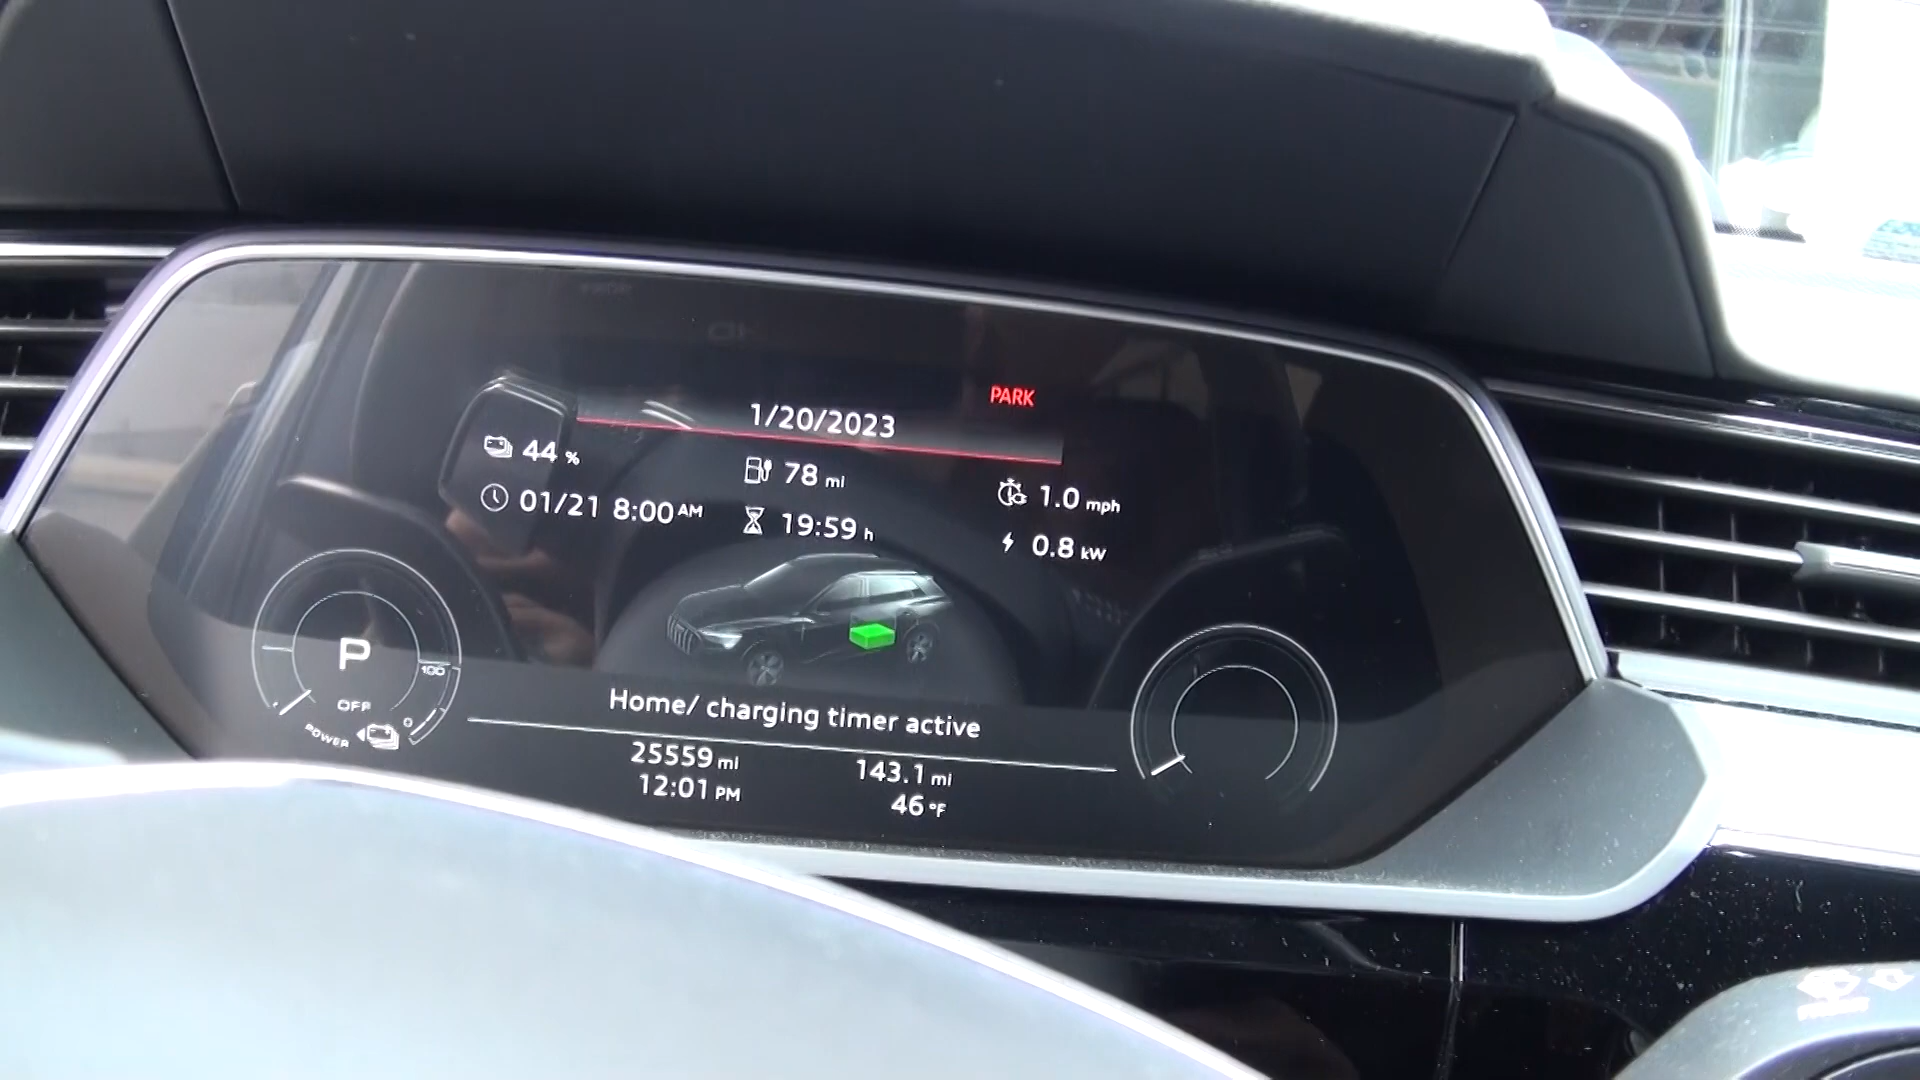 PARK
1/20/2023
44 %
78 mi
1.0 mph
01/21 8:00 AM
19:59 h
0.8 kW
P
OFF
100
0
POWER
Home/ charging timer active
25559 mi
143.1 mi
12:01 PM
46 °F